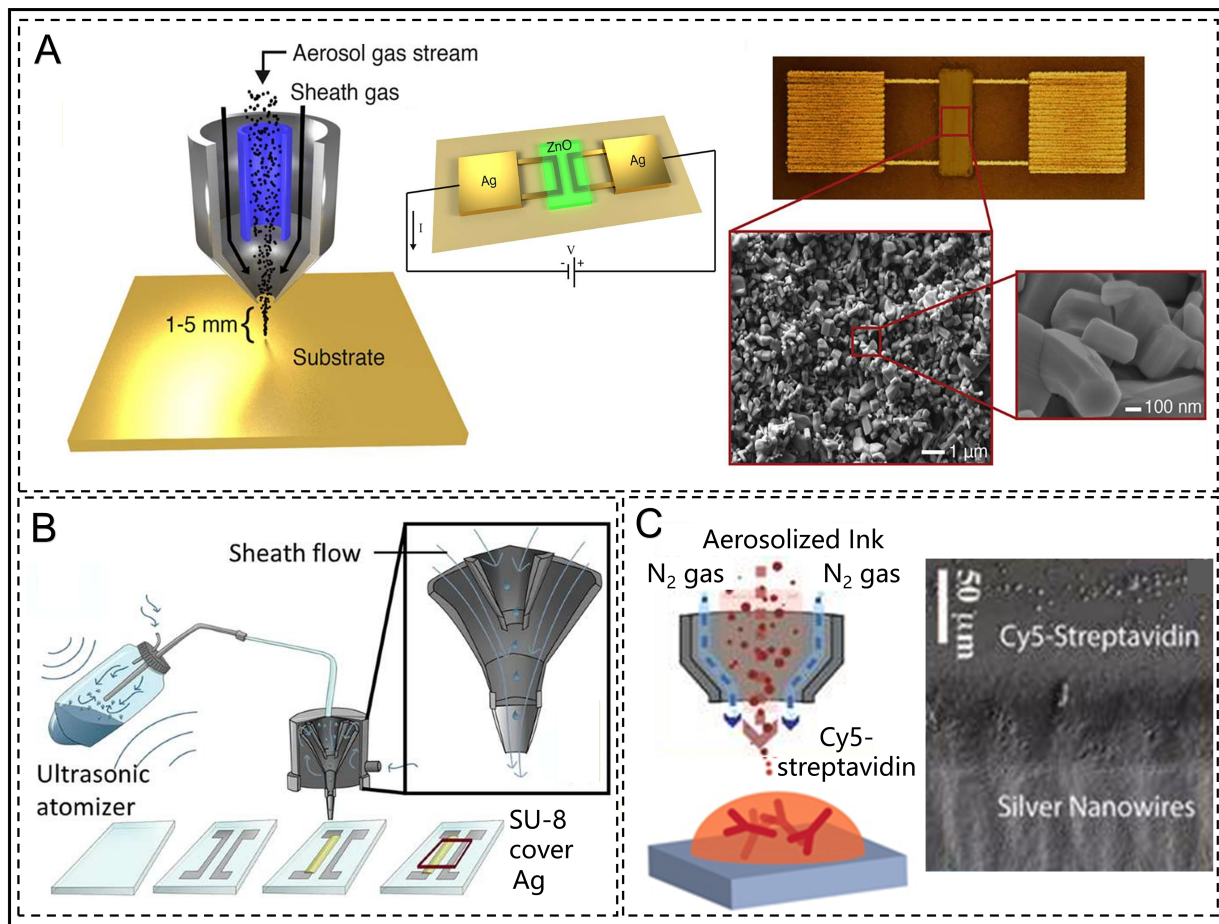 A
Aerosol gas stream
Sheath gas
1-5 mm
Substrate
ZnO
Ag
Ag
I
V
- +
1 μm
100 nm
B
Sheath flow
Ultrasonic
atomizer
SU-8
cover
Ag
C
Aerosolized Ink
N₂ gas
N₂ gas
Cy5-
streptavidin
50 μm
Cy5-Streptavidin
Silver Nanowires